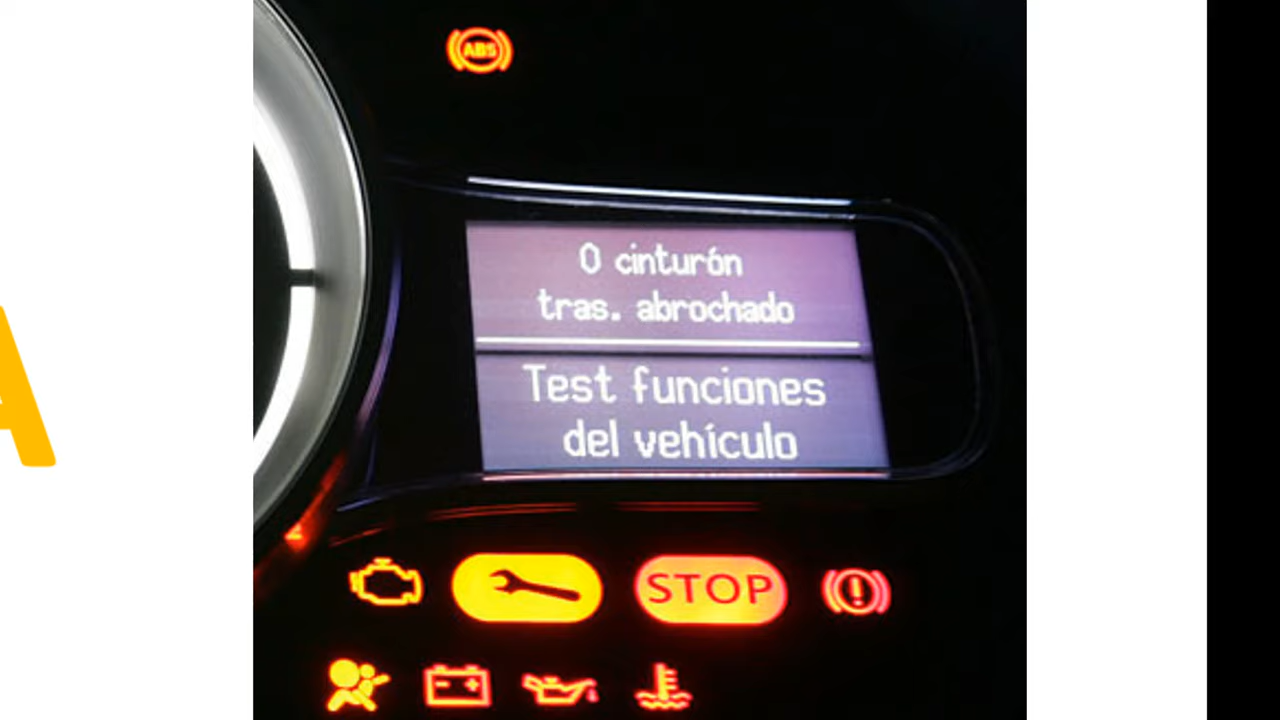 A
ABS
0 cinturón
tras. abrochado
Test funciones
del vehículo
STOP